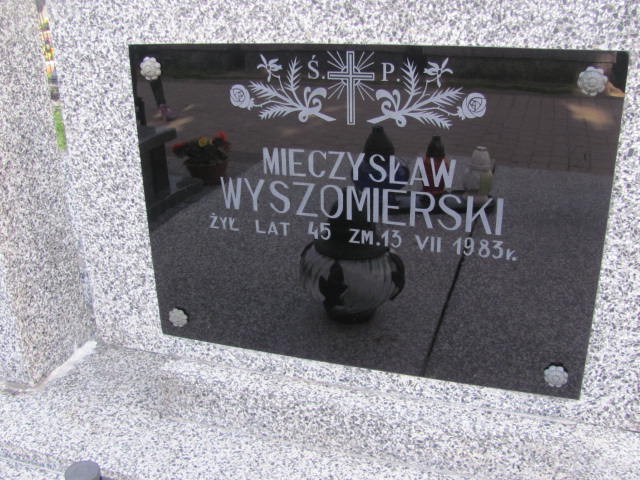 Ś. P.
MIECZYSŁAW
WYSZOMIERSKI
ŻYŁ LAT 45 ZM. 13 VII 1983r.